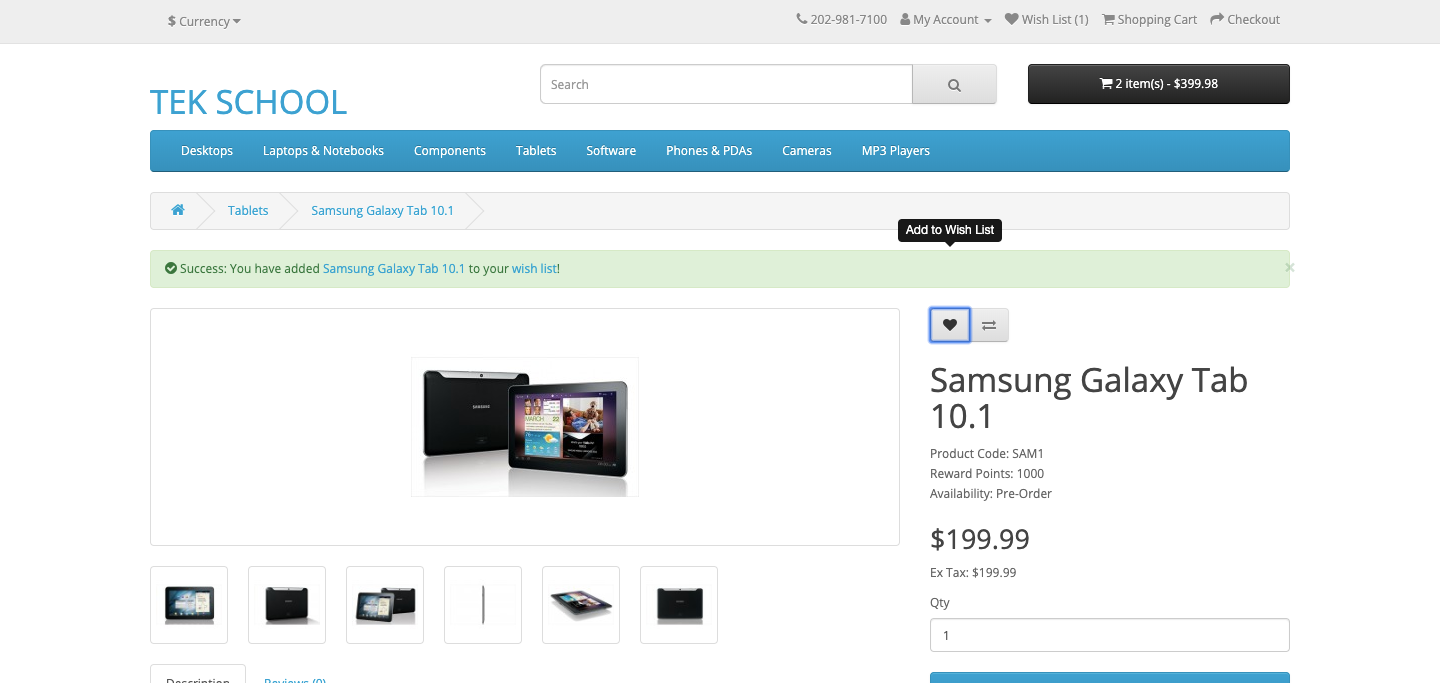 $ Currency
202-981-7100 My Account Wish List (1) Shopping Cart Checkout
TEK SCHOOL
Search
2 item(s) - $399.98
Desktops Laptops & Notebooks Components Tablets Software Phones & PDAs Cameras MP3 Players
Tablets Samsung Galaxy Tab 10.1
Add to Wish List
Success: You have added Samsung Galaxy Tab 10.1 to your wish list!
×
SAMSUNG
MARCH 22
Samsung Galaxy Tab
10.1
Product Code: SAM1
Reward Points: 1000
Availability: Pre-Order
$199.99
Ex Tax: $199.99
Qty
1
Description Reviews (0)